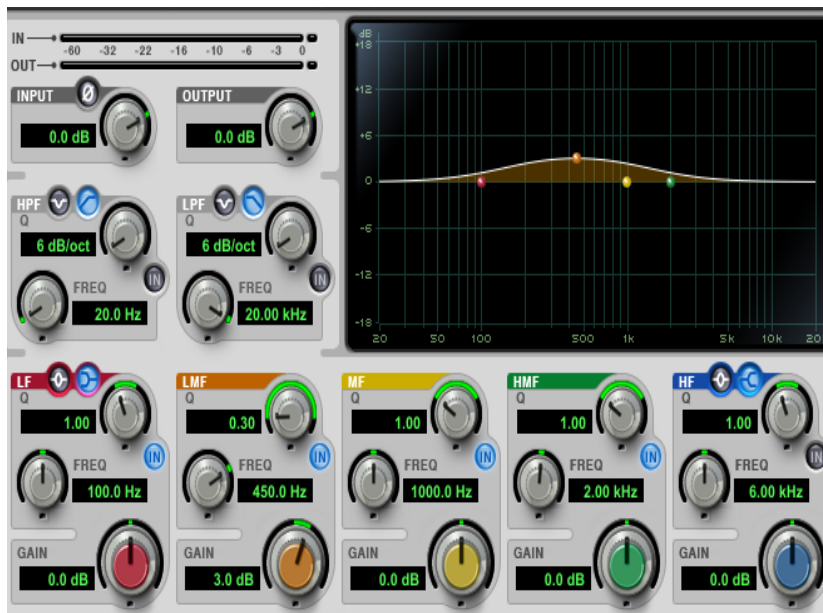 IN
-60 -32 -22 -16 -10 -6 -3 0
OUT
INPUT Ø
0.0 dB
OUTPUT
0.0 dB
HPF
Q
6 dB/oct
IN
FREQ
20.0 Hz
LPF
Q
6 dB/oct
IN
FREQ
20.00 kHz
dB
+18
+12
+6
0
-6
-12
-18
20 50 100 500 1k 5k 10k 20
LF
Q
1.00
IN
FREQ
100.0 Hz
GAIN
0.0 dB
LMF
Q
0.30
IN
FREQ
450.0 Hz
GAIN
3.0 dB
MF
Q
1.00
IN
FREQ
1000.0 Hz
GAIN
0.0 dB
HMF
Q
1.00
IN
FREQ
2.00 kHz
GAIN
0.0 dB
HF
Q
1.00
IN
FREQ
6.00 kHz
GAIN
0.0 dB